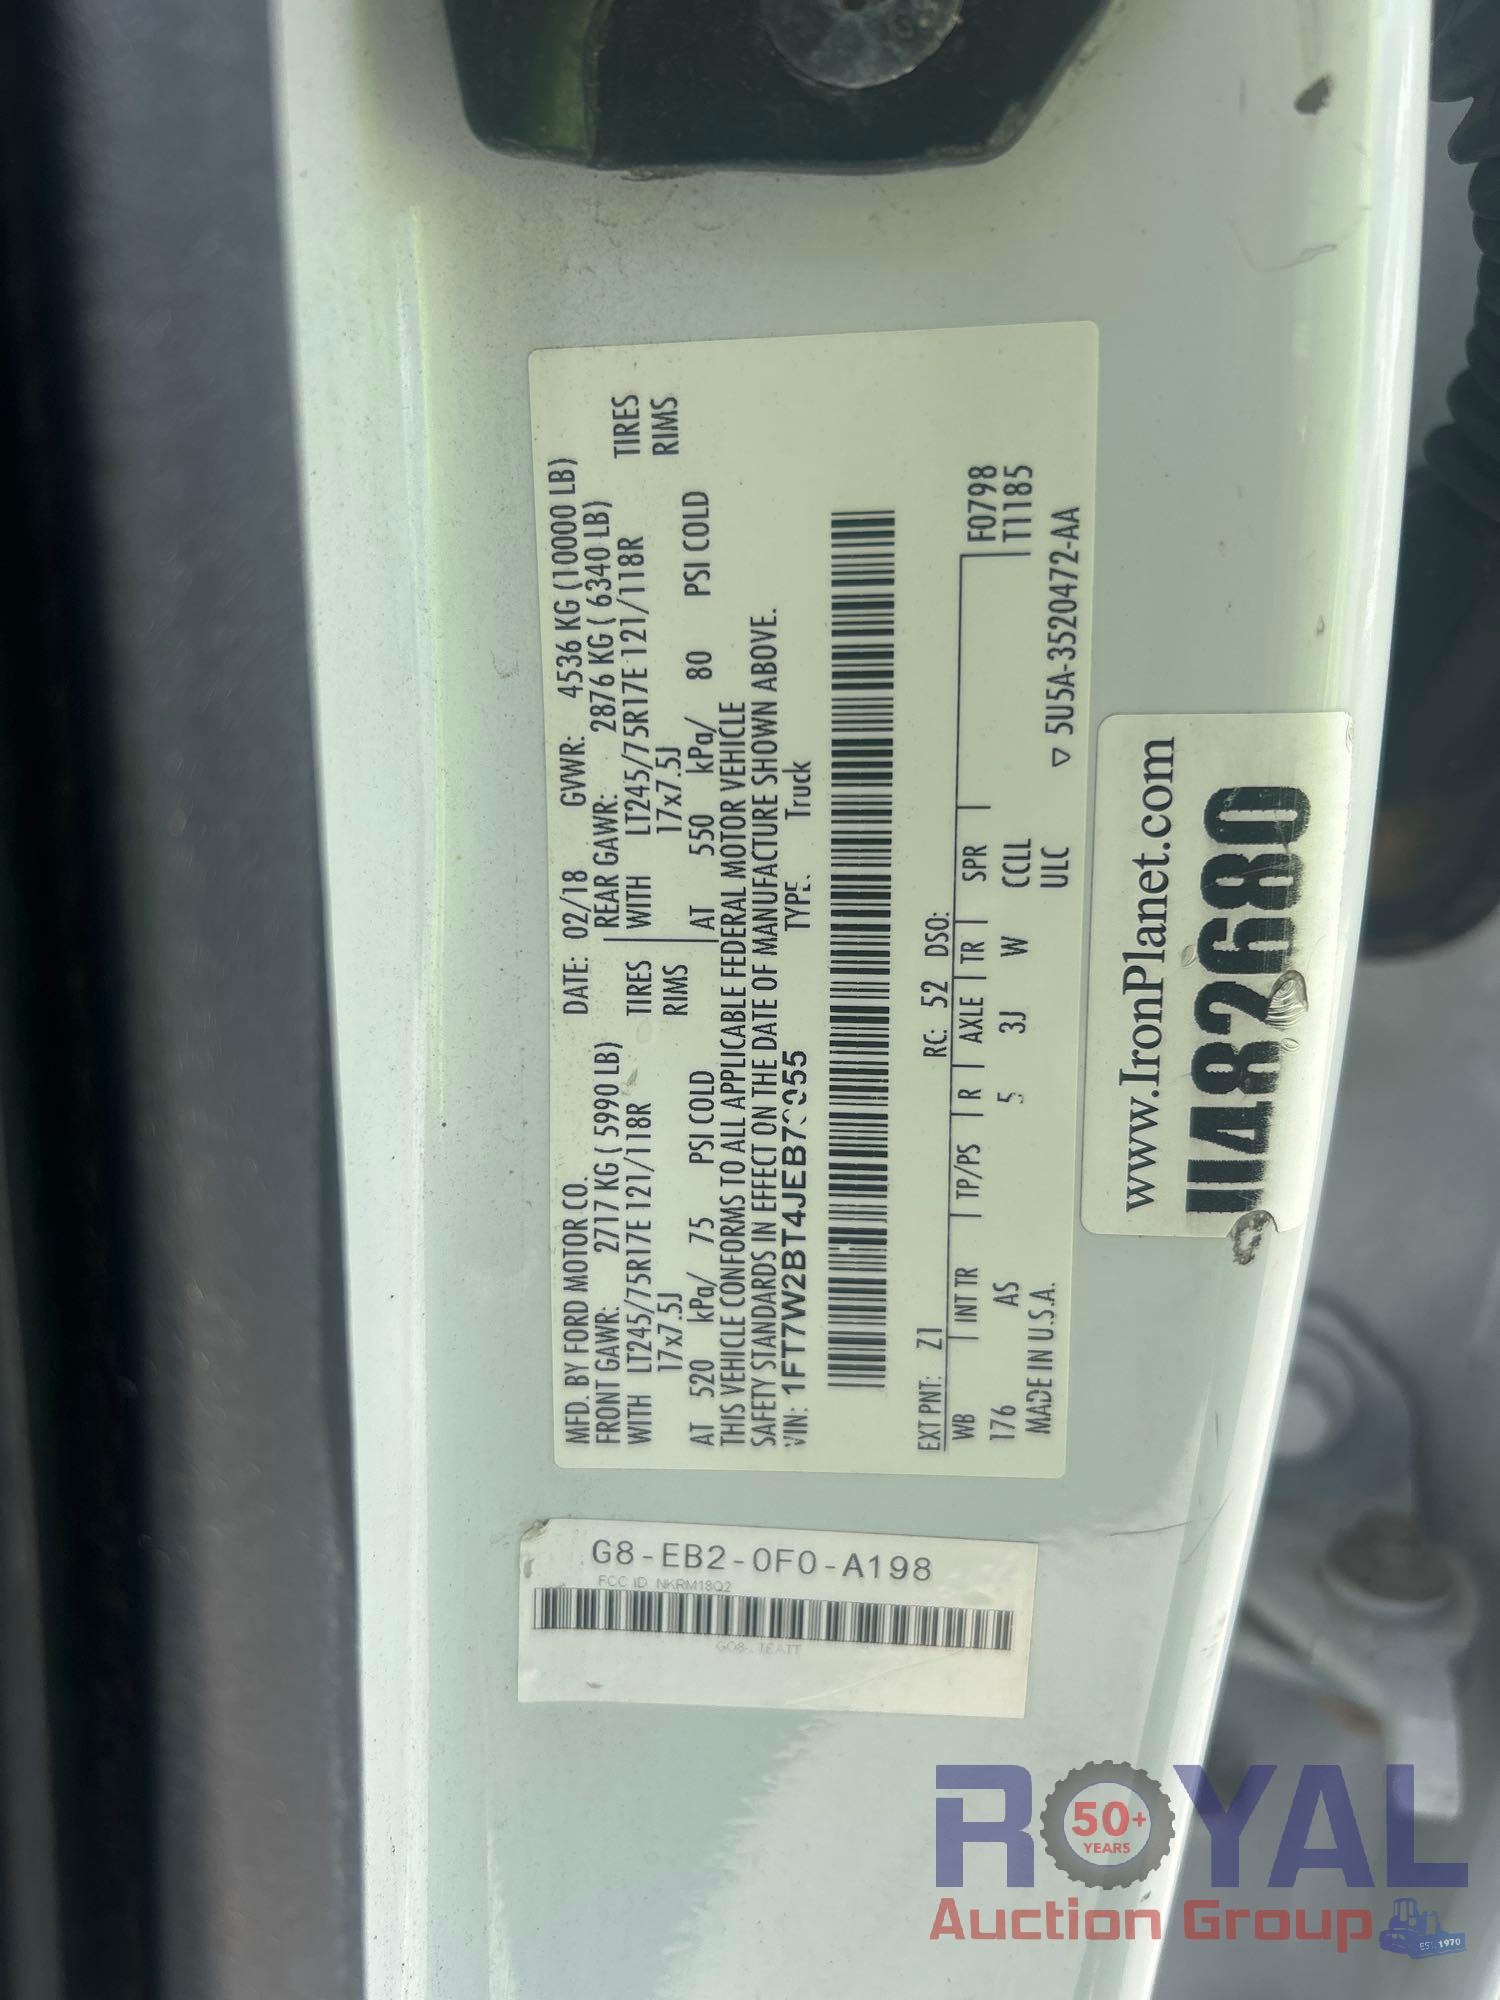 MFD. BY FORD MOTOR CO. DATE: 02/18 GVWR: 4536 KG (10000 LB)
FRONT GAWR: 2717 KG ( 5990 LB) REAR GAWR: 2876 KG ( 6340 LB)
WITH LT245/75R17E 121/118R TIRES WITH LT245/75R17E 121/118R TIRES
17x7.5J RIMS 17x7.5J RIMS
AT 520 kPa/ 75 PSI COLD AT 550 kPa/ 80 PSI COLD
THIS VEHICLE CONFORMS TO ALL APPLICABLE FEDERAL MOTOR VEHICLE
SAFETY STANDARDS IN EFFECT ON THE DATE OF MANUFACTURE SHOWN ABOVE.
VIN: TYPE: Truck
EXT PNT: Z1 RC: 52 DSO:
WB INT TR TP/PS R AXLE TR SPR F0798
176 AS 5 3J W CCLL T1185
MADE IN U.S.A. ULC
▽ 5U5A-3520472-AA
www.IronPlanet.com
G8-EB2-0F0-A198
FCC ID NKRM18Q2
ROYAL
50+
YEARS
Auction Group
EST. 1970